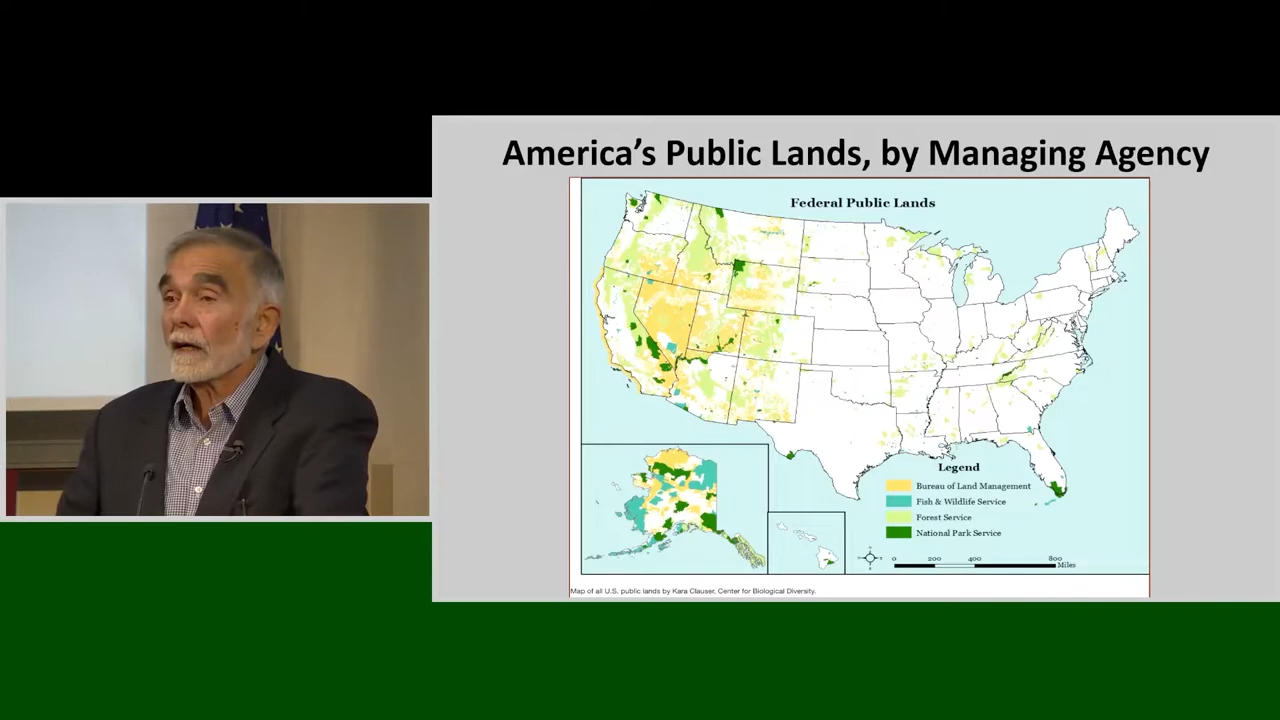 America's Public Lands, by Managing Agency
Federal Public Lands
Legend
Bureau of Land Management
Fish & Wildlife Service
Forest Service
National Park Service
0 200 400 800
Miles
Map of all U.S. public lands by Kara Clauser, Center for Biological Diversity.